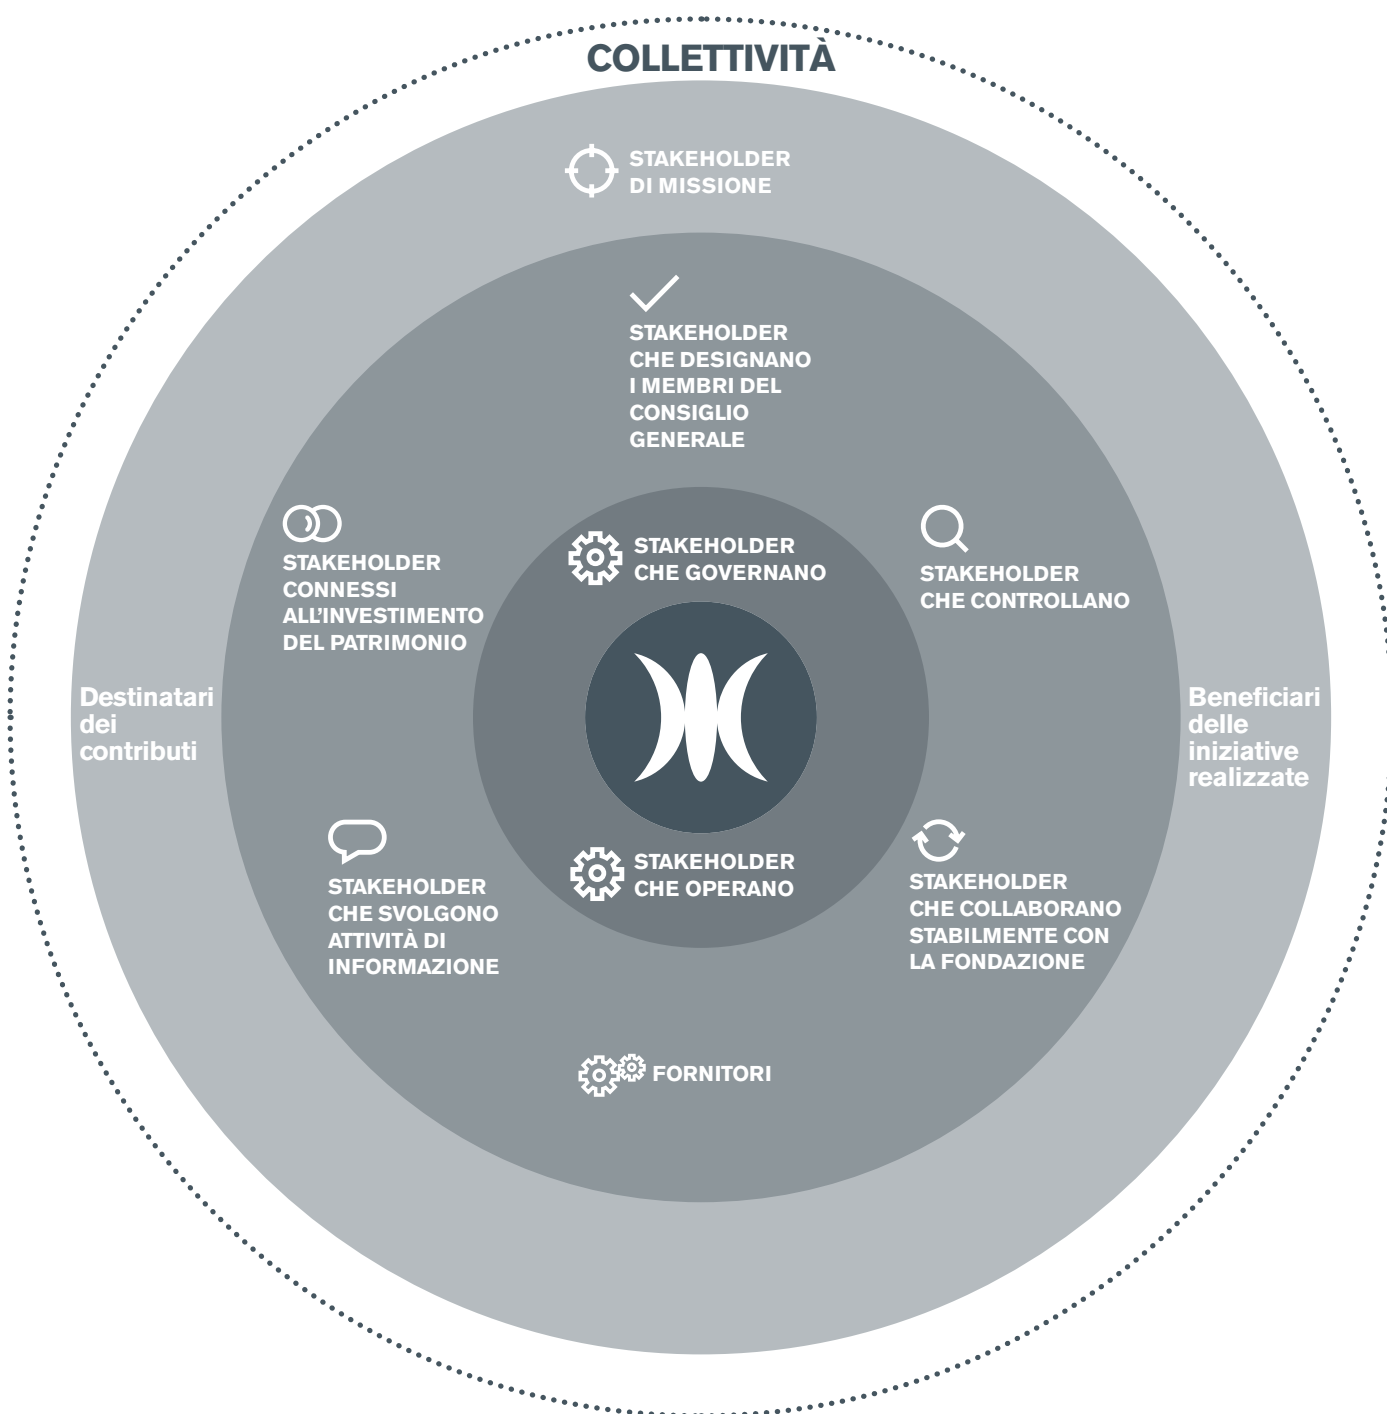 COLLETTIVITÀ
STAKEHOLDER
DI MISSIONE
STAKEHOLDER
CHE DESIGNANO
I MEMBRI DEL
CONSIGLIO
GENERALE
STAKEHOLDER
CONNESSI
ALL’INVESTIMENTO
DEL PATRIMONIO
STAKEHOLDER
CHE GOVERNANO
STAKEHOLDER
CHE CONTROLLANO
Destinatari
dei
contributi
Beneficiari
delle
iniziative
realizzate
STAKEHOLDER
CHE SVOLGONO
ATTIVITÀ DI
INFORMAZIONE
STAKEHOLDER
CHE OPERANO
STAKEHOLDER
CHE COLLABORANO
STABILMENTE CON
LA FONDAZIONE
FORNITORI